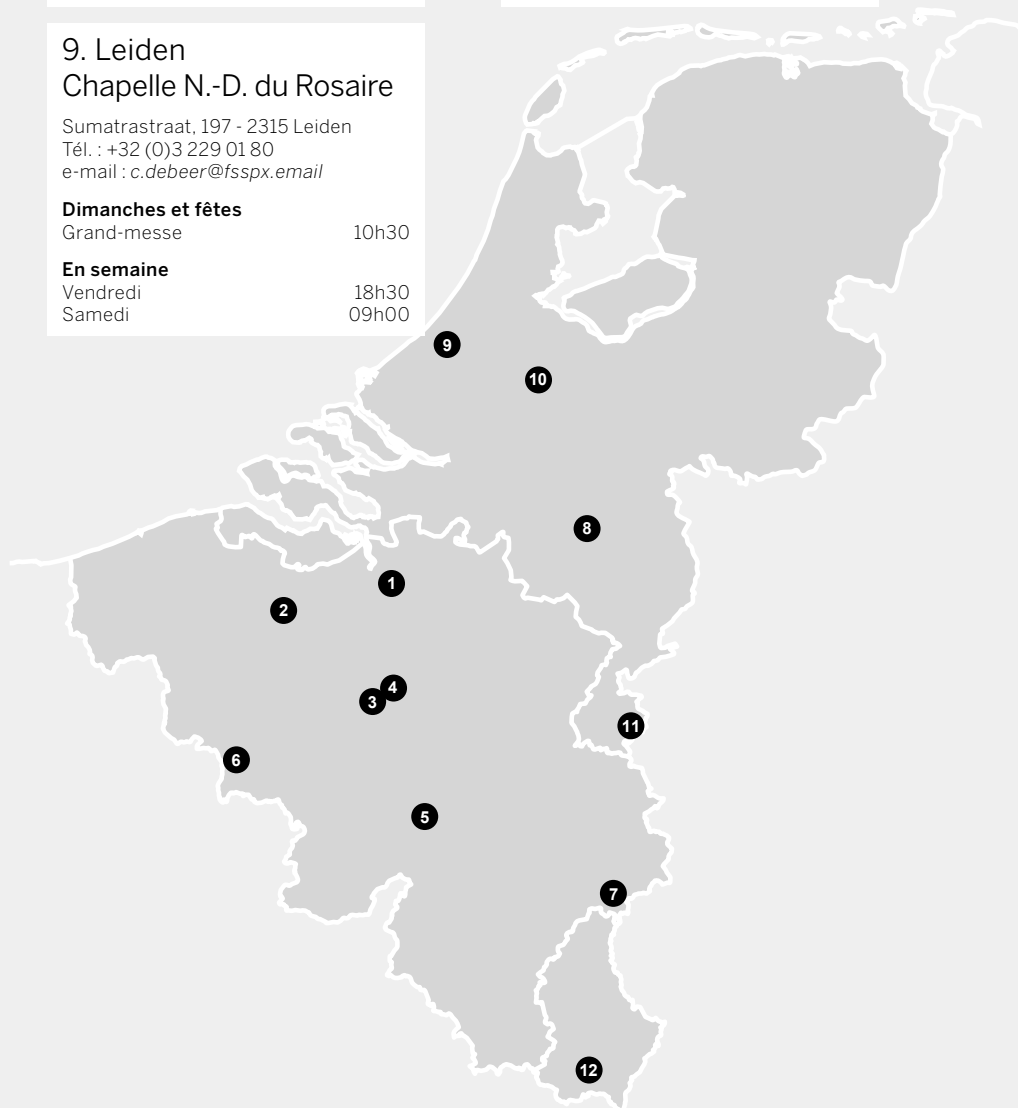 9. Leiden
Chapelle N.-D. du Rosaire
Sumatrastraat, 197 - 2315 Leiden
Tél. : +32 (0)3 229 01 80
e-mail : c.debeer@fsspx.email
Dimanches et fêtes
Grand-messe 10h30
En semaine
Vendredi 18h30
Samedi 09h00
9
10
8
1
2
4
3
11
6
5
7
12